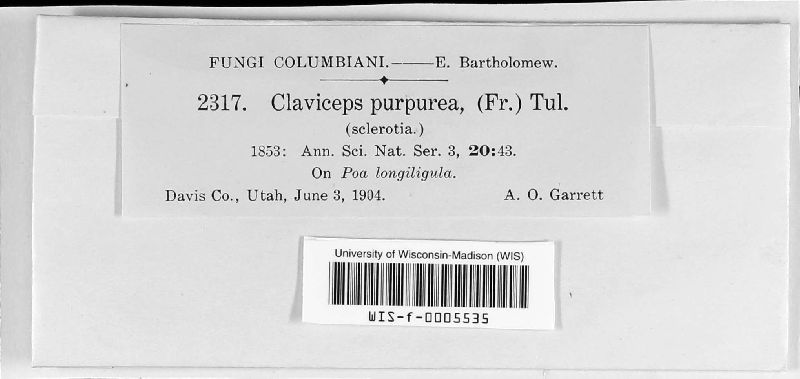 FUNGI COLUMBIANI.——E. Bartholomew.
2317. Claviceps purpurea, (Fr.) Tul.
(sclerotia.)
1853: Ann. Sci. Nat. Ser. 3, 20:43.
On Poa longiligula.
Davis Co., Utah, June 3, 1904. A. O. Garrett
University of Wisconsin-Madison (WIS)
WIS-f-0005535